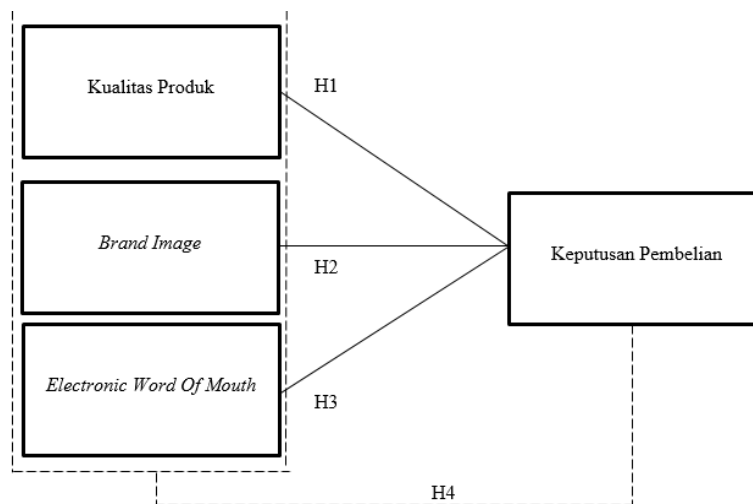 Kualitas Produk
H1
Brand Image
H2
Keputusan Pembelian
Electronic Word Of Mouth
H3
H4